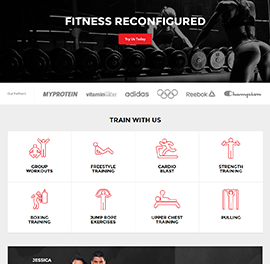 FITNESS RECONFIGURED
Try Us Today
Our Partners
MYPROTEIN vitaminwater adidas Reebok Champion
TRAIN WITH US
GROUP WORKOUTS
FREESTYLE TRAINING
CARDIO BLAST
STRENGTH TRAINING
BOXING TRAINING
JUMP ROPE EXERCISES
UPPER CHEST TRAINING
PULLING
JESSICA